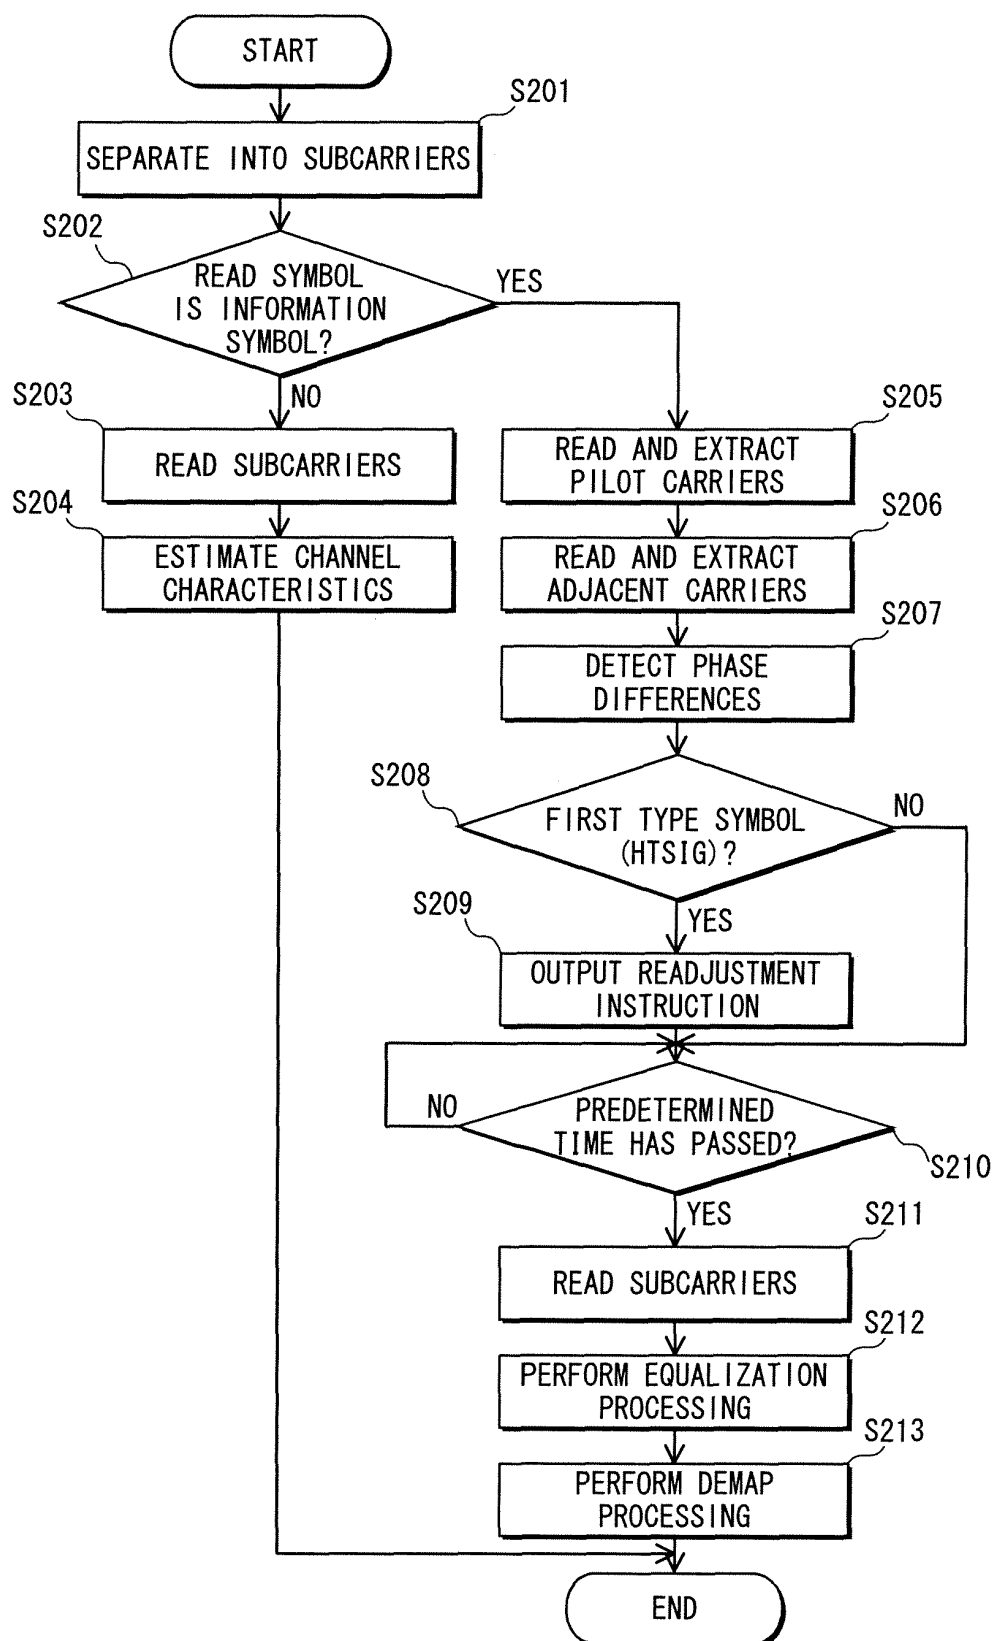 START
S201
SEPARATE INTO SUBCARRIERS
S202
READ SYMBOL
IS INFORMATION
SYMBOL?
YES
NO
S203
READ SUBCARRIERS
S204
ESTIMATE CHANNEL
CHARACTERISTICS
S205
READ AND EXTRACT
PILOT CARRIERS
S206
READ AND EXTRACT
ADJACENT CARRIERS
S207
DETECT PHASE
DIFFERENCES
S208
FIRST TYPE SYMBOL
(HTSIG)?
NO
YES
S209
OUTPUT READJUSTMENT
INSTRUCTION
NO
PREDETERMINED
TIME HAS PASSED?
S210
YES
S211
READ SUBCARRIERS
S212
PERFORM EQUALIZATION
PROCESSING
S213
PERFORM DEMAP
PROCESSING
END